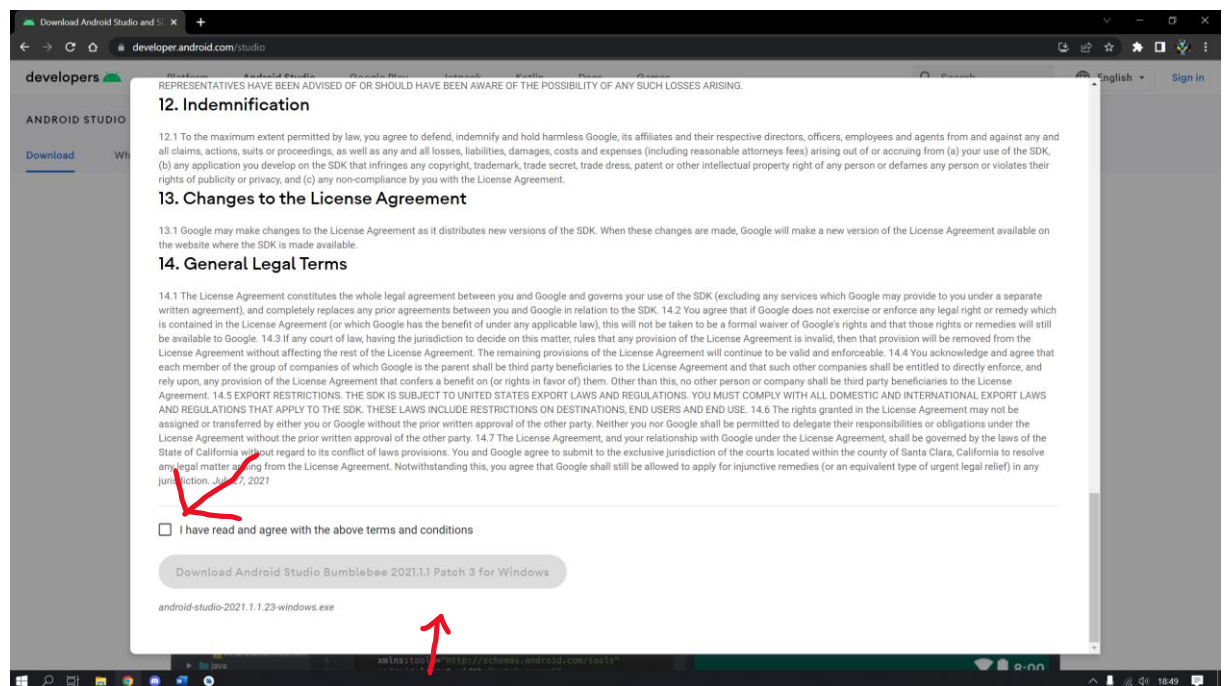 Download Android Studio and S
developer.android.com/studio
developers
Platform Android Studio Google Play Jetpack Kotlin Docs Games Search English Sign in
ANDROID STUDIO
Download Wh
REPRESENTATIVES HAVE BEEN ADVISED OF OR SHOULD HAVE BEEN AWARE OF THE POSSIBILITY OF ANY SUCH LOSSES ARISING.
12. Indemnification
12.1 To the maximum extent permitted by law, you agree to defend, indemnify and hold harmless Google, its affiliates and their respective directors, officers, employees and agents from and against any and
all claims, actions, suits or proceedings, as well as any and all losses, liabilities, damages, costs and expenses (including reasonable attorneys fees) arising out of or accruing from (a) your use of the SDK,
(b) any application you develop on the SDK that infringes any copyright, trademark, trade secret, trade dress, patent or other intellectual property right of any person or defames any person or violates their
rights of publicity or privacy, and (c) any non-compliance by you with the License Agreement.
13. Changes to the License Agreement
13.1 Google may make changes to the License Agreement as it distributes new versions of the SDK. When these changes are made, Google will make a new version of the License Agreement available on
the website where the SDK is made available.
14. General Legal Terms
14.1 The License Agreement constitutes the whole legal agreement between you and Google and governs your use of the SDK (excluding any services which Google may provide to you under a separate
written agreement), and completely replaces any prior agreements between you and Google in relation to the SDK. 14.2 You agree that if Google does not exercise or enforce any legal right or remedy which
is contained in the License Agreement (or which Google has the benefit of under any applicable law), this will not be taken to be a formal waiver of Google's rights and that those rights or remedies will still
be available to Google. 14.3 If any court of law, having the jurisdiction to decide on this matter, rules that any provision of the License Agreement is invalid, then that provision will be removed from the
License Agreement without affecting the rest of the License Agreement. The remaining provisions of the License Agreement will continue to be valid and enforceable. 14.4 You acknowledge and agree that
each member of the group of companies of which Google is the parent shall be third party beneficiaries to the License Agreement and that such other companies shall be entitled to directly enforce, and
rely upon, any provision of the License Agreement that confers a benefit on (or rights in favor of) them. Other than this, no other person or company shall be third party beneficiaries to the License
Agreement. 14.5 EXPORT RESTRICTIONS. THE SDK IS SUBJECT TO UNITED STATES EXPORT LAWS AND REGULATIONS. YOU MUST COMPLY WITH ALL DOMESTIC AND INTERNATIONAL EXPORT LAWS
AND REGULATIONS THAT APPLY TO THE SDK. THESE LAWS INCLUDE RESTRICTIONS ON DESTINATIONS, END USERS AND END USE. 14.6 The rights granted in the License Agreement may not be
assigned or transferred by either you or Google without the prior written approval of the other party. Neither you nor Google shall be permitted to delegate their responsibilities or obligations under the
License Agreement without the prior written approval of the other party. 14.7 The License Agreement, and your relationship with Google under the License Agreement, shall be governed by the laws of the
State of California without regard to its conflict of laws provisions. You and Google agree to submit to the exclusive jurisdiction of the courts located within the county of Santa Clara, California to resolve
any legal matter arising from the License Agreement. Notwithstanding this, you agree that Google shall still be allowed to apply for injunctive remedies (or an equivalent type of urgent legal relief) in any
jurisdiction. July 27, 2021
I have read and agree with the above terms and conditions
Download Android Studio Bumblebee 2021.1.1 Patch 3 for Windows
android-studio-2021.1.1.23-windows.exe
java
5 xmlns:tools="http://schemas.android.com/tools"
8:00
18:49